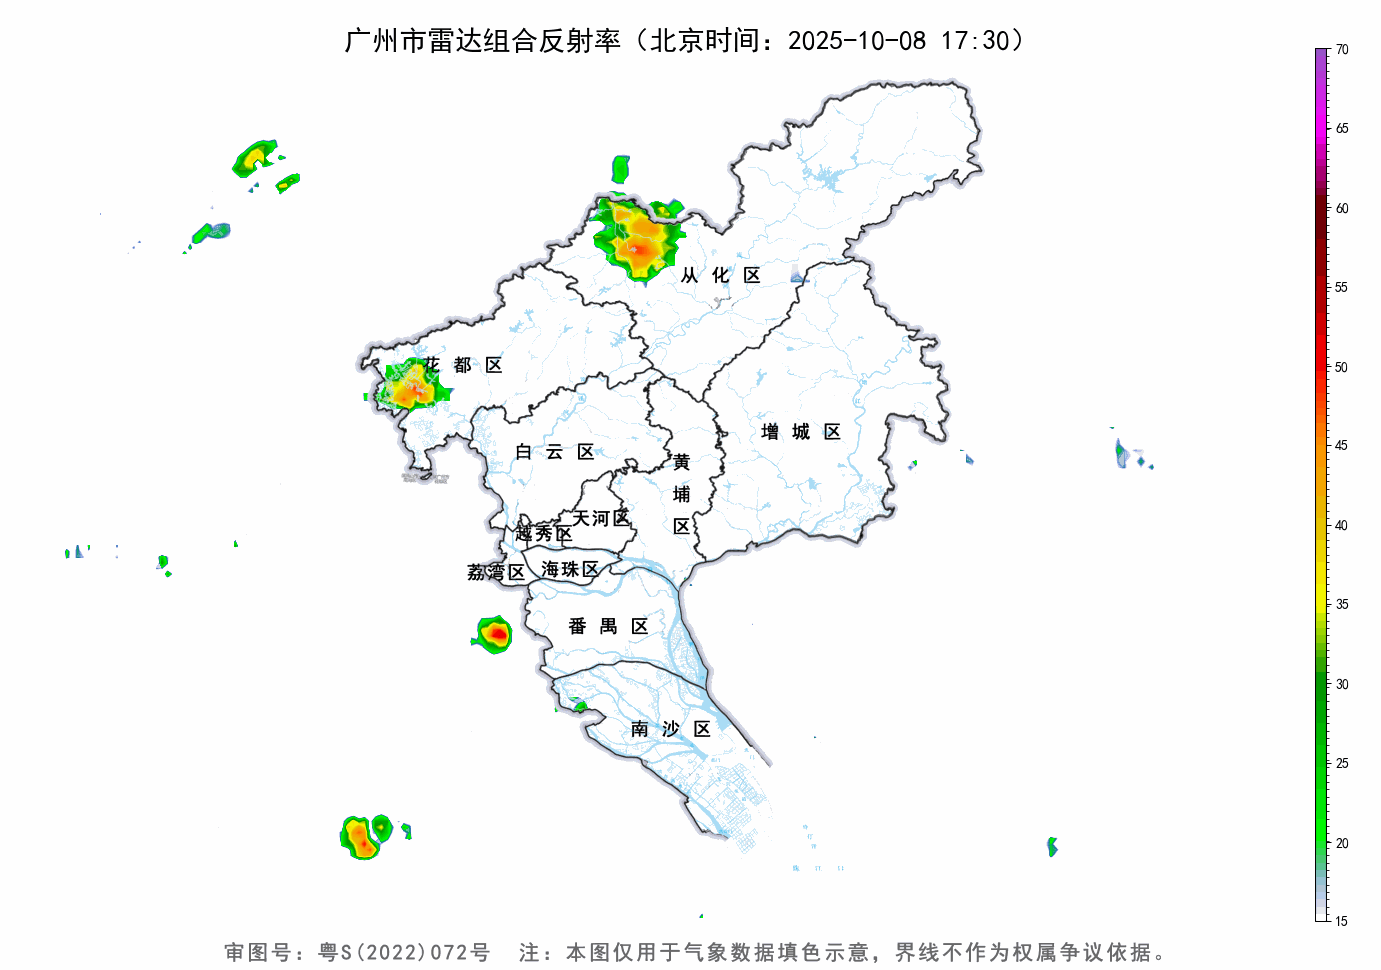 广州市雷达组合反射率（北京时间：2025-10-08 17:30）
70
65
60
55
50
45
40
35
30
25
20
15
从化区
花都区
增城区
白云区
黄埔区
天河区
越秀区
荔湾区
海珠区
番禺区
南沙区
审图号：粤S(2022)072号 注：本图仅用于气象数据填色示意，界线不作为权属争议依据。